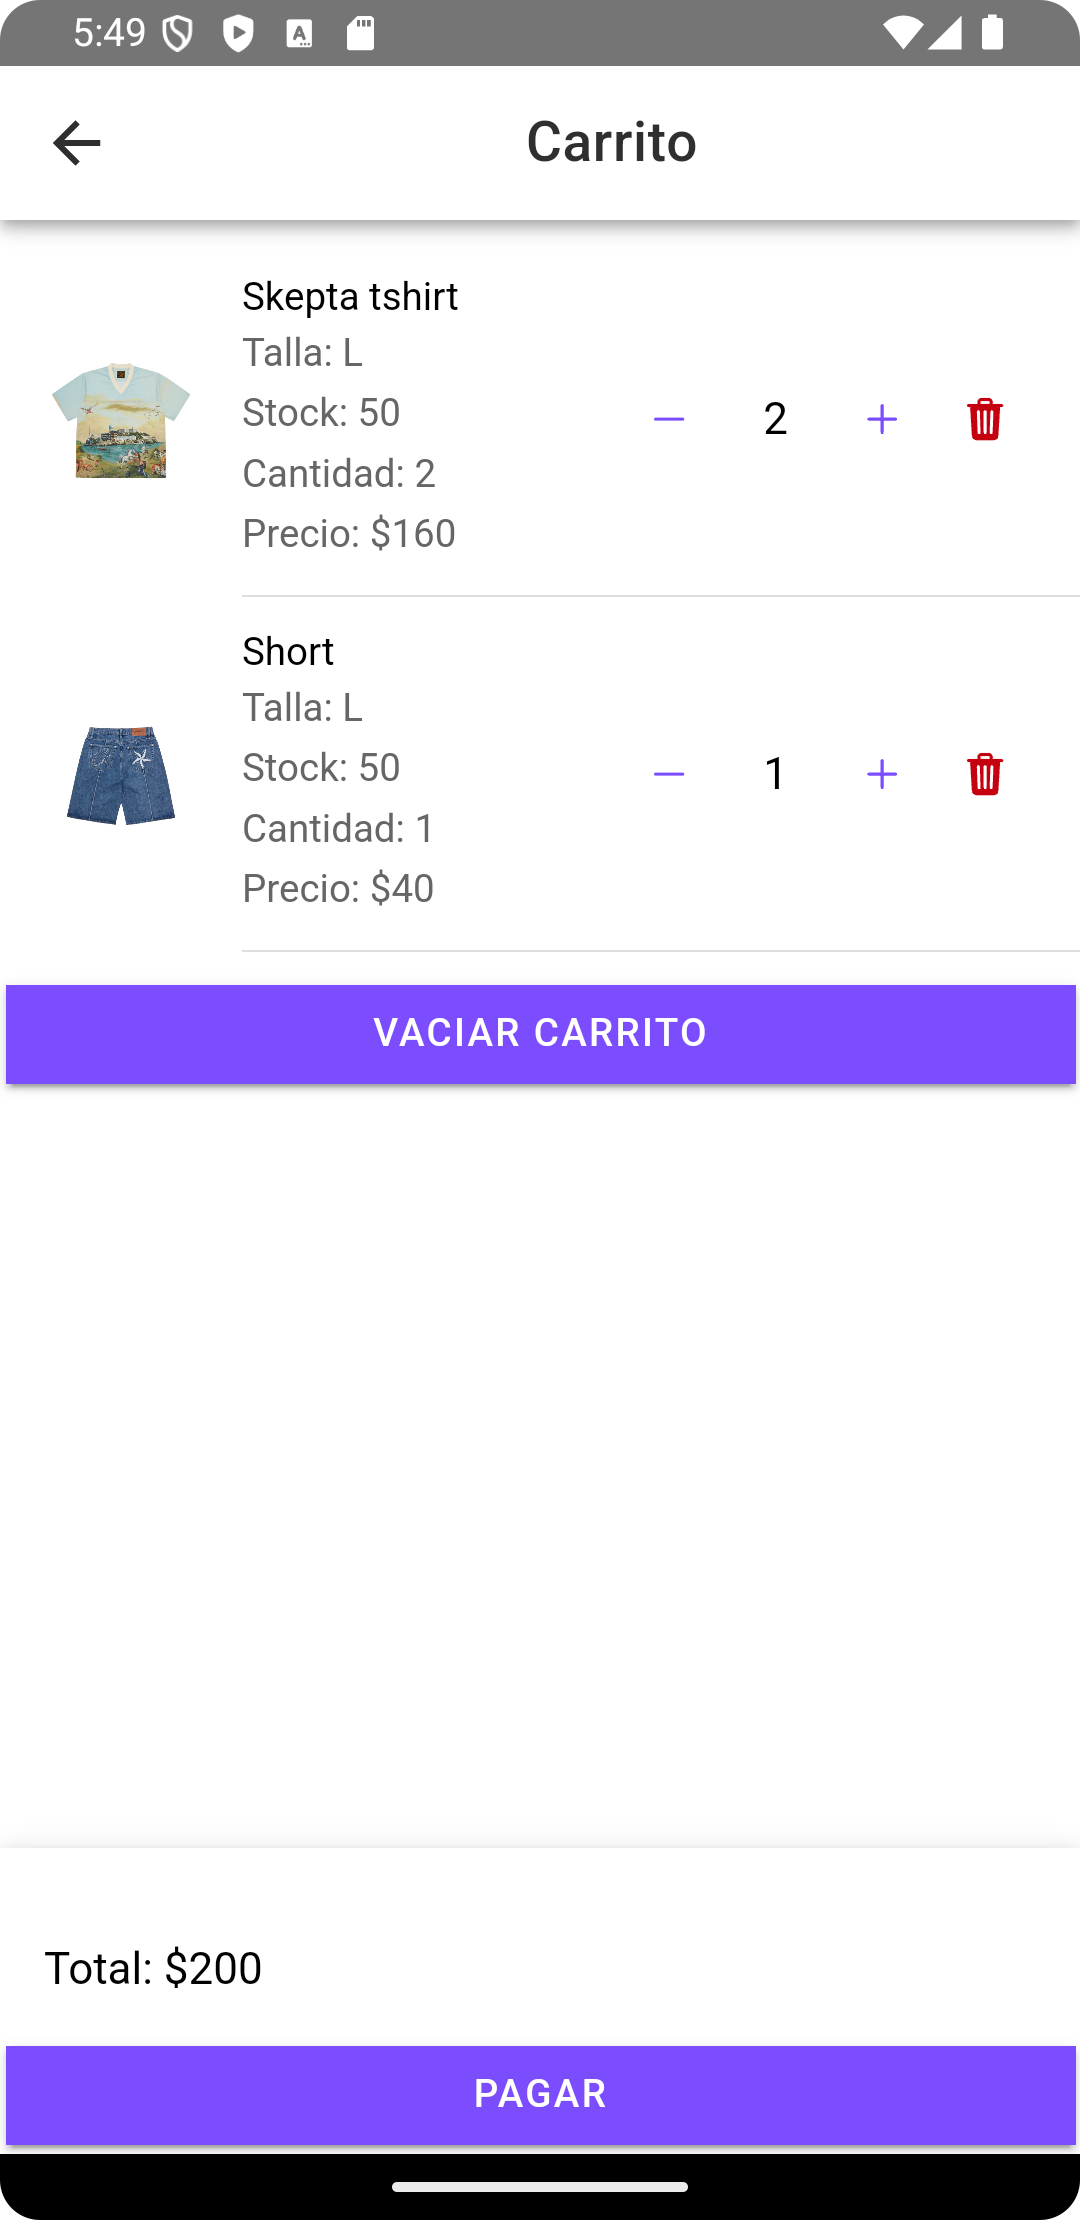 5:49
Carrito
Skepta tshirt
Talla: L
Stock: 50
Cantidad: 2
Precio: $160
2
Short
Talla: L
Stock: 50
Cantidad: 1
Precio: $40
1
VACIAR CARRITO
Total: $200
PAGAR